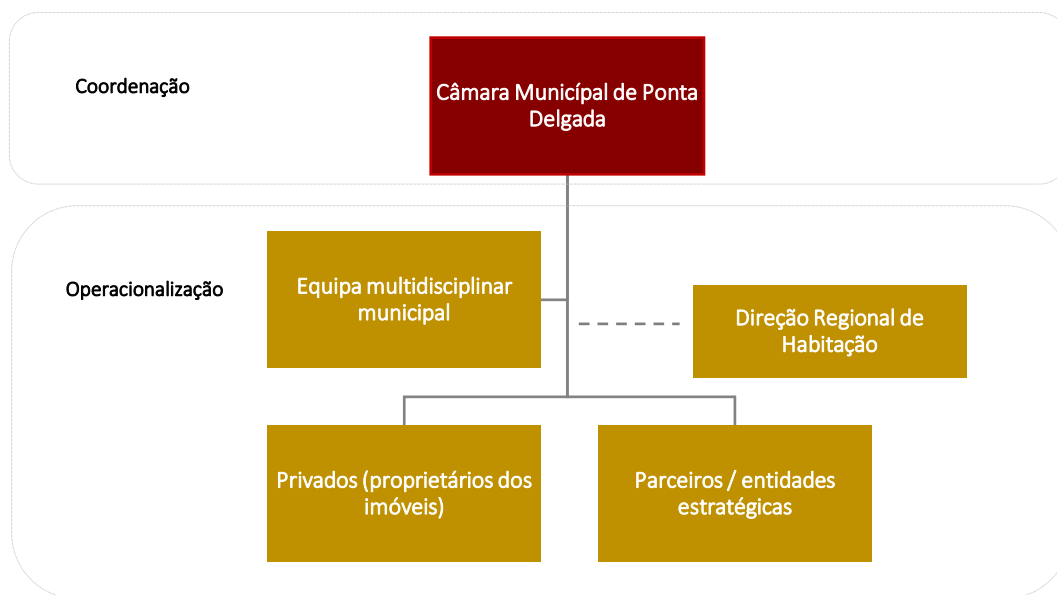 Coordenação
Câmara Municípal de Ponta
Delgada
Operacionalização
Equipa multidisciplinar
municipal
Direção Regional de
Habitação
Privados (proprietários dos
imóveis)
Parceiros / entidades
estratégicas